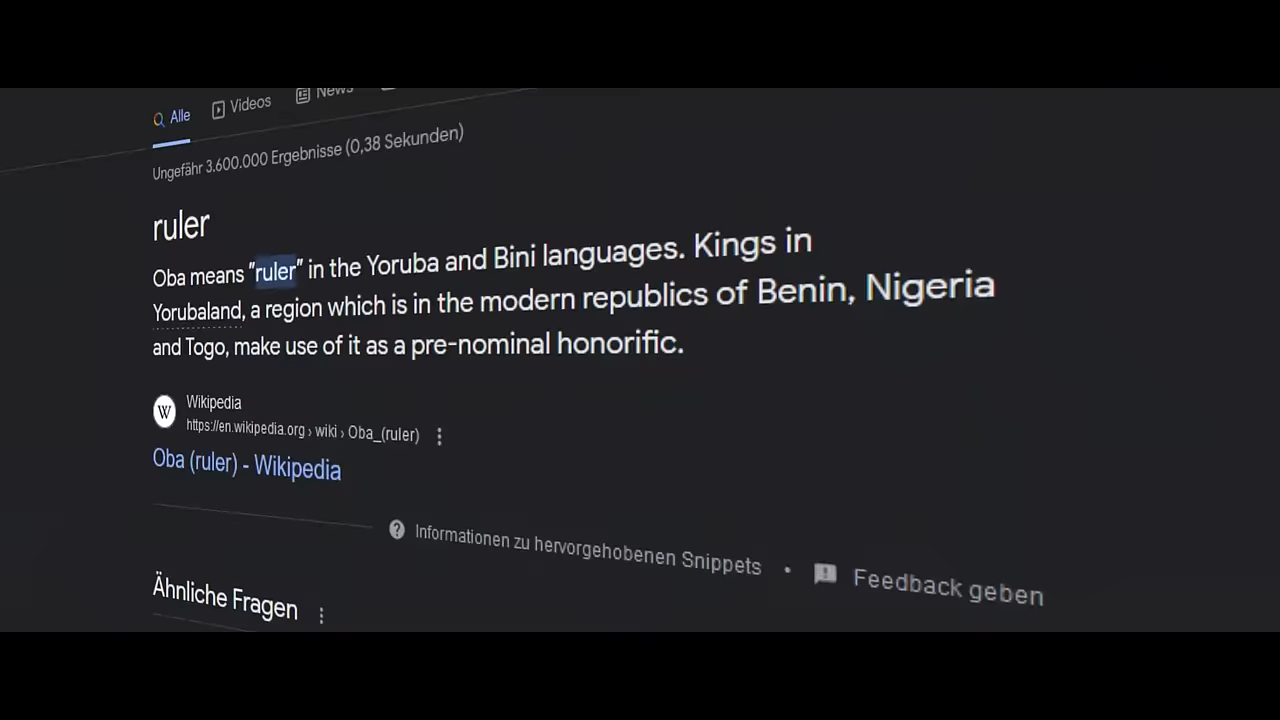 Alle Videos News
Ungefähr 3.600.000 Ergebnisse (0,38 Sekunden)
ruler
Oba means "ruler" in the Yoruba and Bini languages. Kings in
Yorubaland, a region which is in the modern republics of Benin, Nigeria
and Togo, make use of it as a pre-nominal honorific.
Wikipedia
https://en.wikipedia.org › wiki › Oba_(ruler)
Oba (ruler) - Wikipedia
Informationen zu hervorgehobenen Snippets • Feedback geben
Ähnliche Fragen